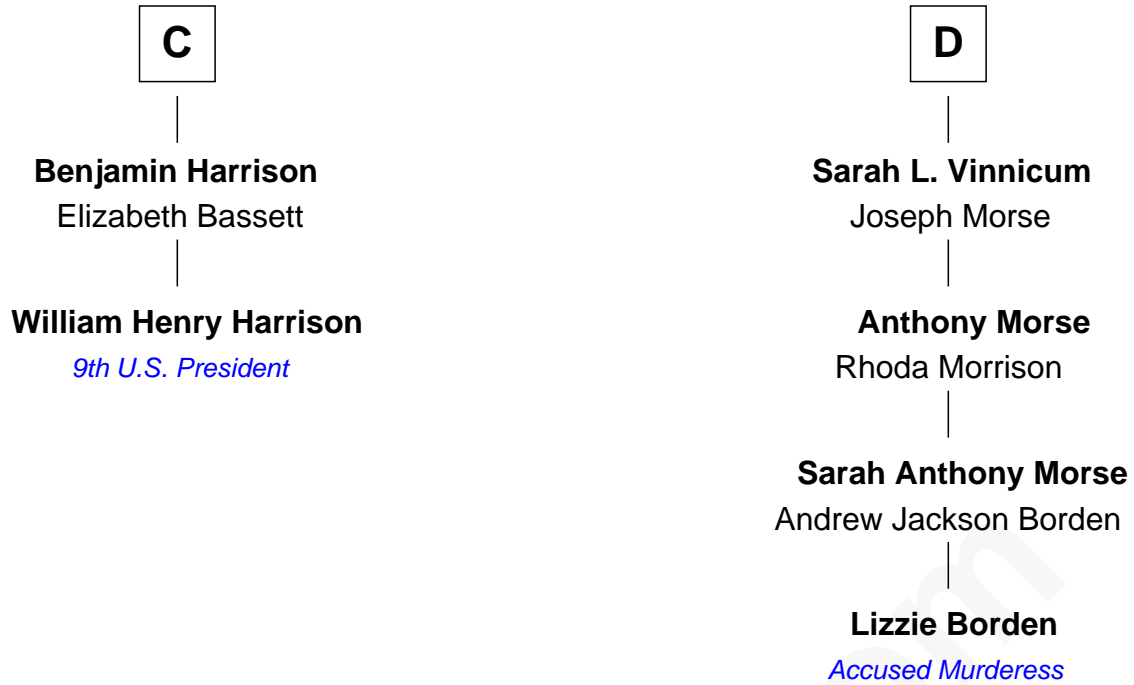 C
Benjamin Harrison
Elizabeth Bassett
William Henry Harrison
9th U.S. President
D
Sarah L. Vinnicum
Joseph Morse
Anthony Morse
Rhoda Morrison
Sarah Anthony Morse
Andrew Jackson Borden
Lizzie Borden
Accused Murderess